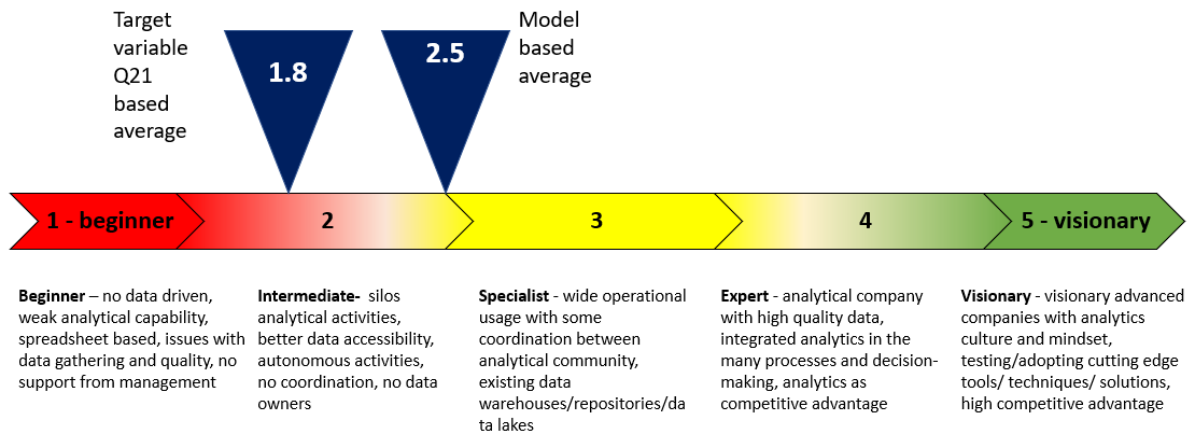 Target
variable
Q21
based
average
1.8
2.5
Model
based
average
1 - beginner
2
3
4
5 - visionary
Beginner – no data driven,
weak analytical capability,
spreadsheet based, issues with
data gathering and quality, no
support from management
Intermediate- silos
analytical activities,
better data accessibility,
autonomous activities,
no coordination, no data
owners
Specialist - wide operational
usage with some
coordination between
analytical community,
existing data
warehouses/repositories/da
ta lakes
Expert - analytical company
with high quality data,
integrated analytics in the
many processes and decision-
making, analytics as
competitive advantage
Visionary - visionary advanced
companies with analytics
culture and mindset,
testing/adopting cutting edge
tools/ techniques/ solutions,
high competitive advantage